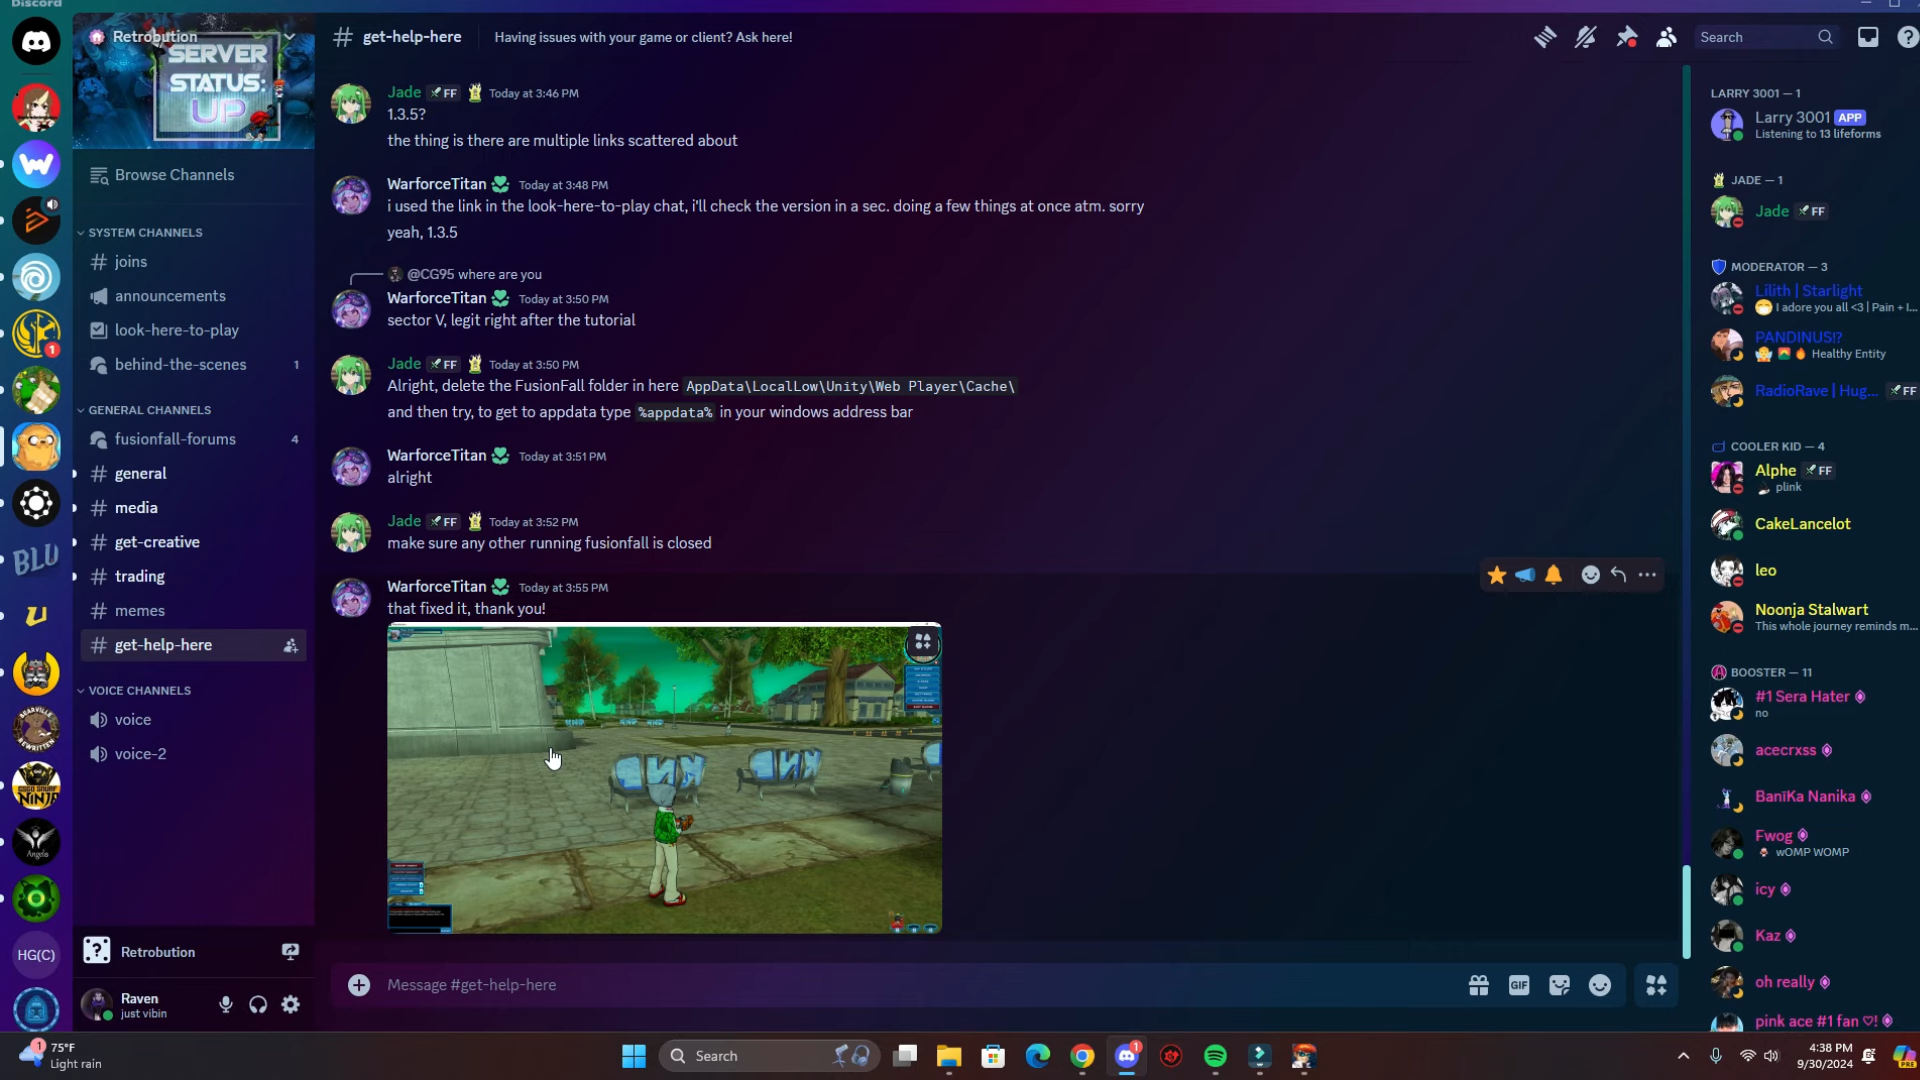 Discord
Retrobution
SERVER
STATUS:
UP
Browse Channels
SYSTEM CHANNELS
joins
announcements
look-here-to-play
behind-the-scenes 1
GENERAL CHANNELS
fusionfall-forums 4
general
media
get-creative
trading
memes
get-help-here
VOICE CHANNELS
voice
voice-2
Retrobution
Raven
just vibin
1
BLU
HG(C)
# get-help-here Having issues with your game or client? Ask here!
Search
Jade FF Today at 3:46 PM
1.3.5?
the thing is there are multiple links scattered about
WarforceTitan Today at 3:48 PM
i used the link in the look-here-to-play chat, i'll check the version in a sec. doing a few things at once atm. sorry
yeah, 1.3.5
@CG95 where are you
WarforceTitan Today at 3:50 PM
sector V, legit right after the tutorial
Jade FF Today at 3:50 PM
Alright, delete the FusionFall folder in here AppData\LocalLow\Unity\Web Player\Cache\
and then try, to get to appdata type %appdata% in your windows address bar
WarforceTitan Today at 3:51 PM
alright
Jade FF Today at 3:52 PM
make sure any other running fusionfall is closed
WarforceTitan Today at 3:55 PM
that fixed it, thank you!
Message #get-help-here
GIF
LARRY 3001 — 1
Larry 3001 APP
Listening to 13 lifeforms
JADE — 1
Jade FF
MODERATOR — 3
Lilith | Starlight
I adore you all <3 | Pain + l...
PANDINUS!?
Healthy Entity
RadioRave | Hug... FF
COOLER KID — 4
Alphe FF
plink
CakeLancelot
leo
Noonja Stalwart
This whole journey reminds m...
BOOSTER — 11
#1 Sera Hater
no
acecrxss
BanīKa Nanika
Fwog
wOMP WOMP
icy
Kaz
oh really
pink ace #1 fan ♡!
1
75°F
Light rain
Search
1
4:38 PM
9/30/2024
PRE